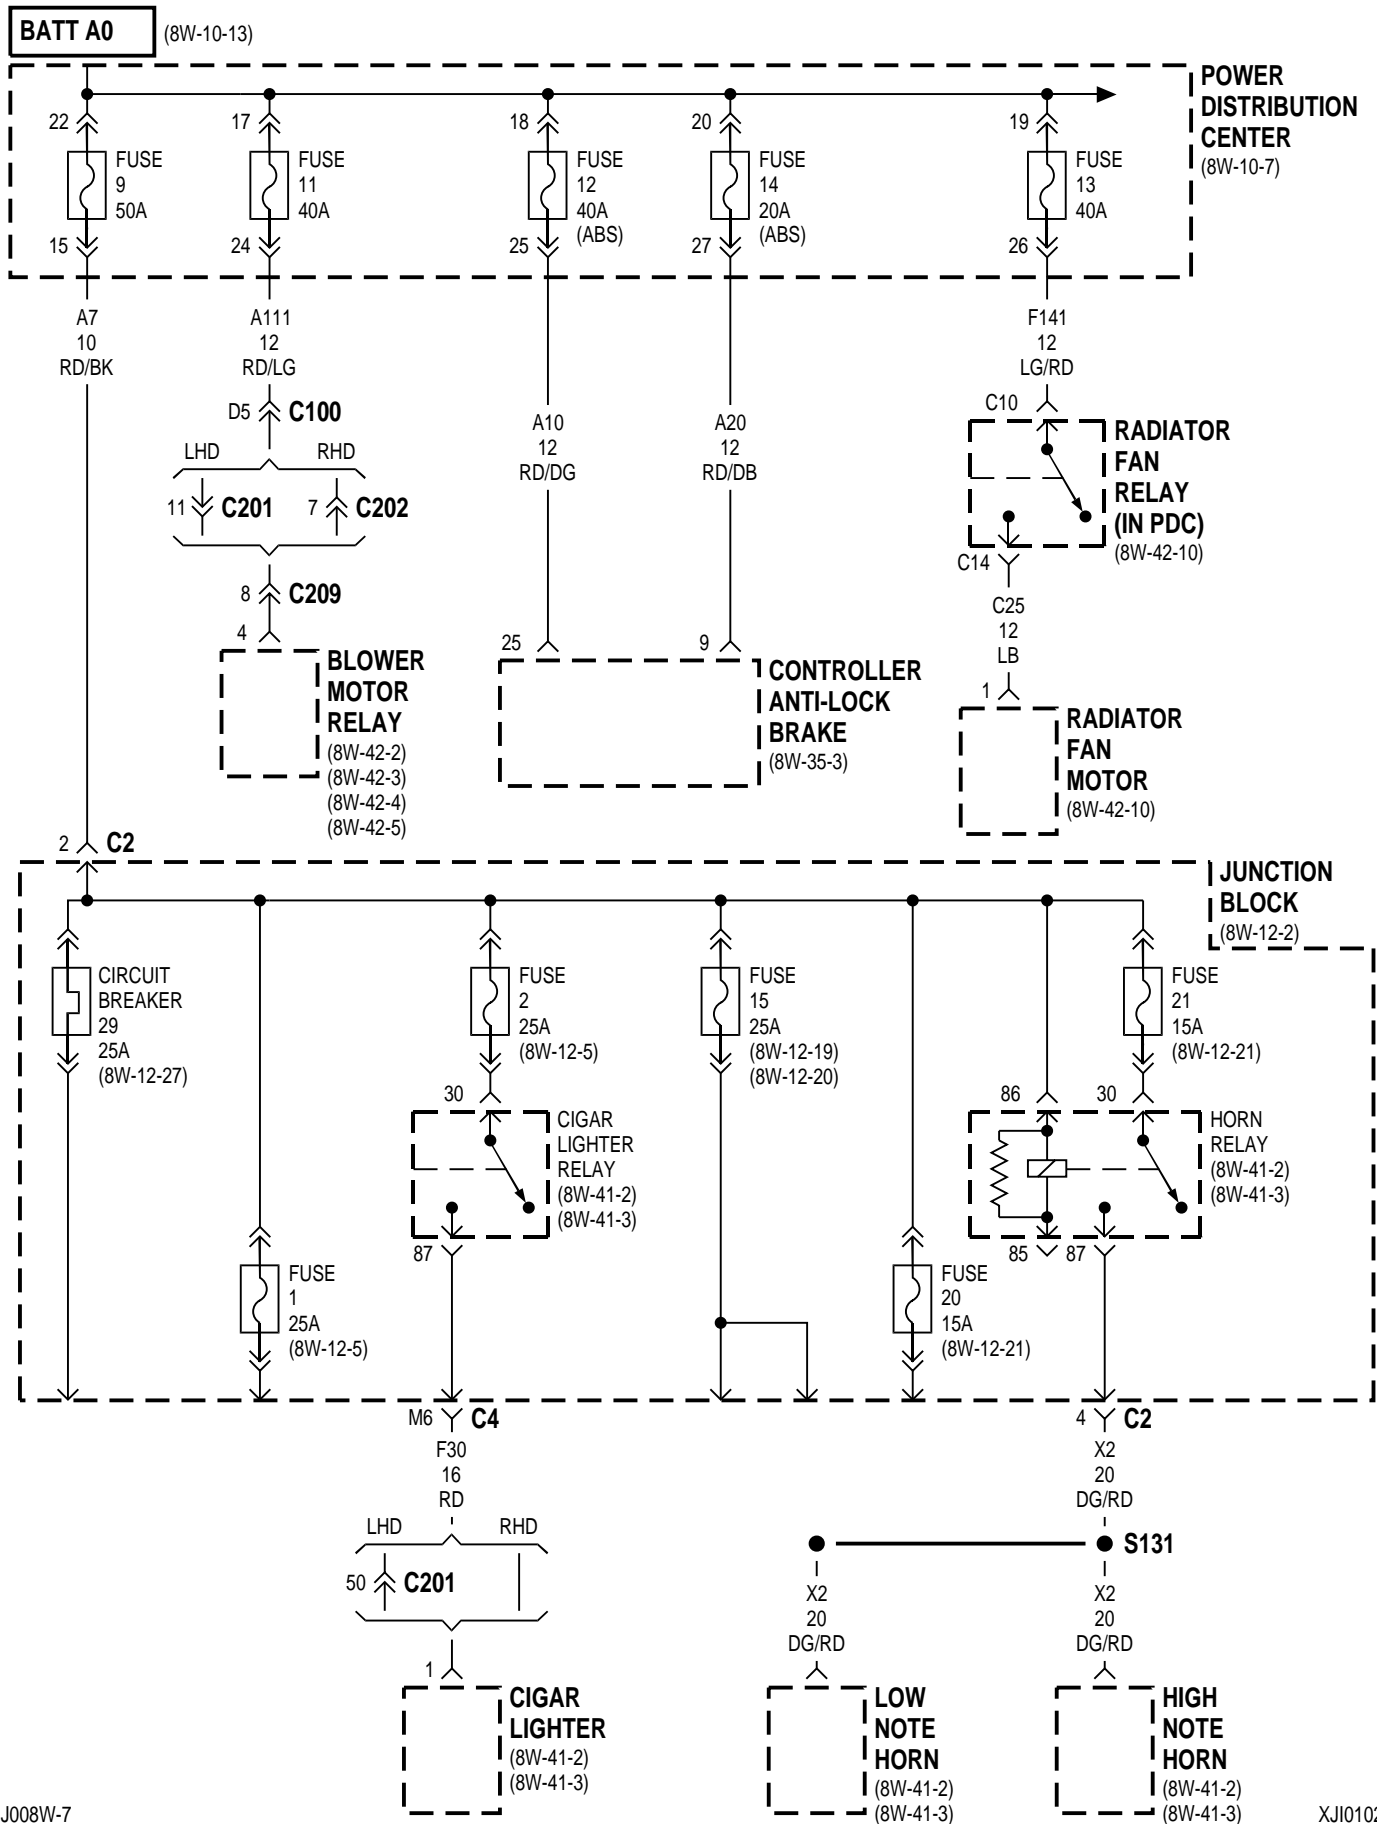 BATT A0 (8W-10-13)
POWER
DISTRIBUTION
CENTER
(8W-10-7)
22
FUSE
9
50A
15
17
FUSE
11
40A
24
18
FUSE
12
40A
(ABS)
25
20
FUSE
14
20A
(ABS)
27
19
FUSE
13
40A
26
A7
10
RD/BK
A111
12
RD/LG
D5 C100
LHD RHD
11 C201 7 C202
8 C209
4
BLOWER
MOTOR
RELAY
(8W-42-2)
(8W-42-3)
(8W-42-4)
(8W-42-5)
A10
12
RD/DG
A20
12
RD/DB
25 9
CONTROLLER
ANTI-LOCK
BRAKE
(8W-35-3)
F141
12
LG/RD
C10
RADIATOR
FAN
RELAY
(IN PDC)
(8W-42-10)
C14
C25
12
LB
1
RADIATOR
FAN
MOTOR
(8W-42-10)
2 C2
JUNCTION
BLOCK
(8W-12-2)
CIRCUIT
BREAKER
29
25A
(8W-12-27)
FUSE
2
25A
(8W-12-5)
FUSE
15
25A
(8W-12-19)
(8W-12-20)
FUSE
21
15A
(8W-12-21)
30
CIGAR
LIGHTER
RELAY
(8W-41-2)
(8W-41-3)
87
86 30
HORN
RELAY
(8W-41-2)
(8W-41-3)
85 87
FUSE
1
25A
(8W-12-5)
FUSE
20
15A
(8W-12-21)
M6 C4
F30
16
RD
LHD RHD
50 C201
1
CIGAR
LIGHTER
(8W-41-2)
(8W-41-3)
4 C2
X2
20
DG/RD
S131
X2
20
DG/RD
X2
20
DG/RD
LOW
NOTE
HORN
(8W-41-2)
(8W-41-3)
HIGH
NOTE
HORN
(8W-41-2)
(8W-41-3)
J008W-7
XJI0102